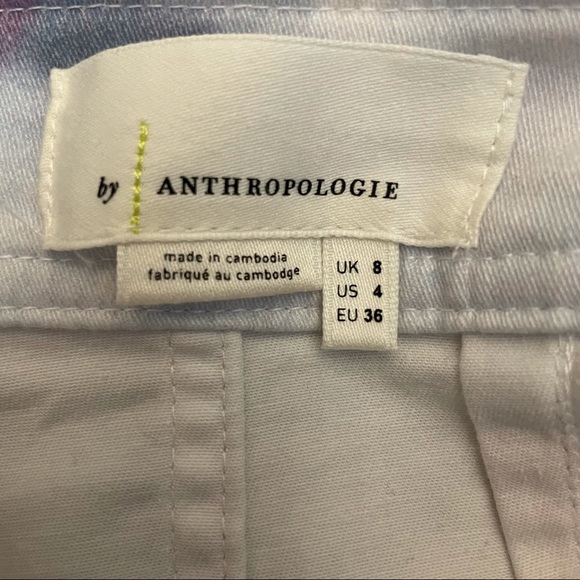 by ANTHROPOLOGIE
made in cambodia
fabriqué au cambodge
UK 8
US 4
EU 36